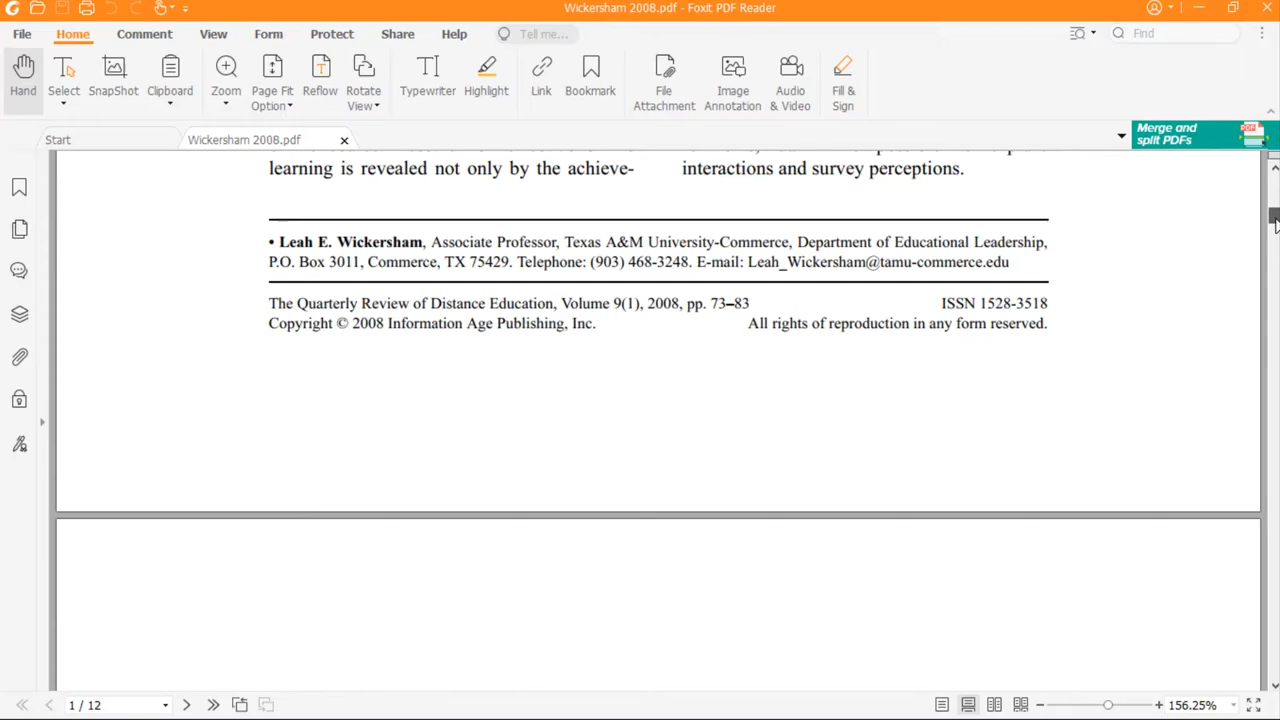 Wickersham 2008.pdf - Foxit PDF Reader
File Home Comment View Form Protect Share Help Tell me... Find
Hand Select SnapShot Clipboard Zoom Page Fit Option Reflow Rotate View Typewriter Highlight Link Bookmark File Attachment Image Annotation Audio & Video Fill & Sign
Start Wickersham 2008.pdf Merge and split PDFs
learning is revealed not only by the achieve-
interactions and survey perceptions.
• Leah E. Wickersham, Associate Professor, Texas A&M University-Commerce, Department of Educational Leadership,
P.O. Box 3011, Commerce, TX 75429. Telephone: (903) 468-3248. E-mail: Leah_Wickersham@tamu-commerce.edu
The Quarterly Review of Distance Education, Volume 9(1), 2008, pp. 73–83 ISSN 1528-3518
Copyright © 2008 Information Age Publishing, Inc. All rights of reproduction in any form reserved.
1 / 12 156.25%